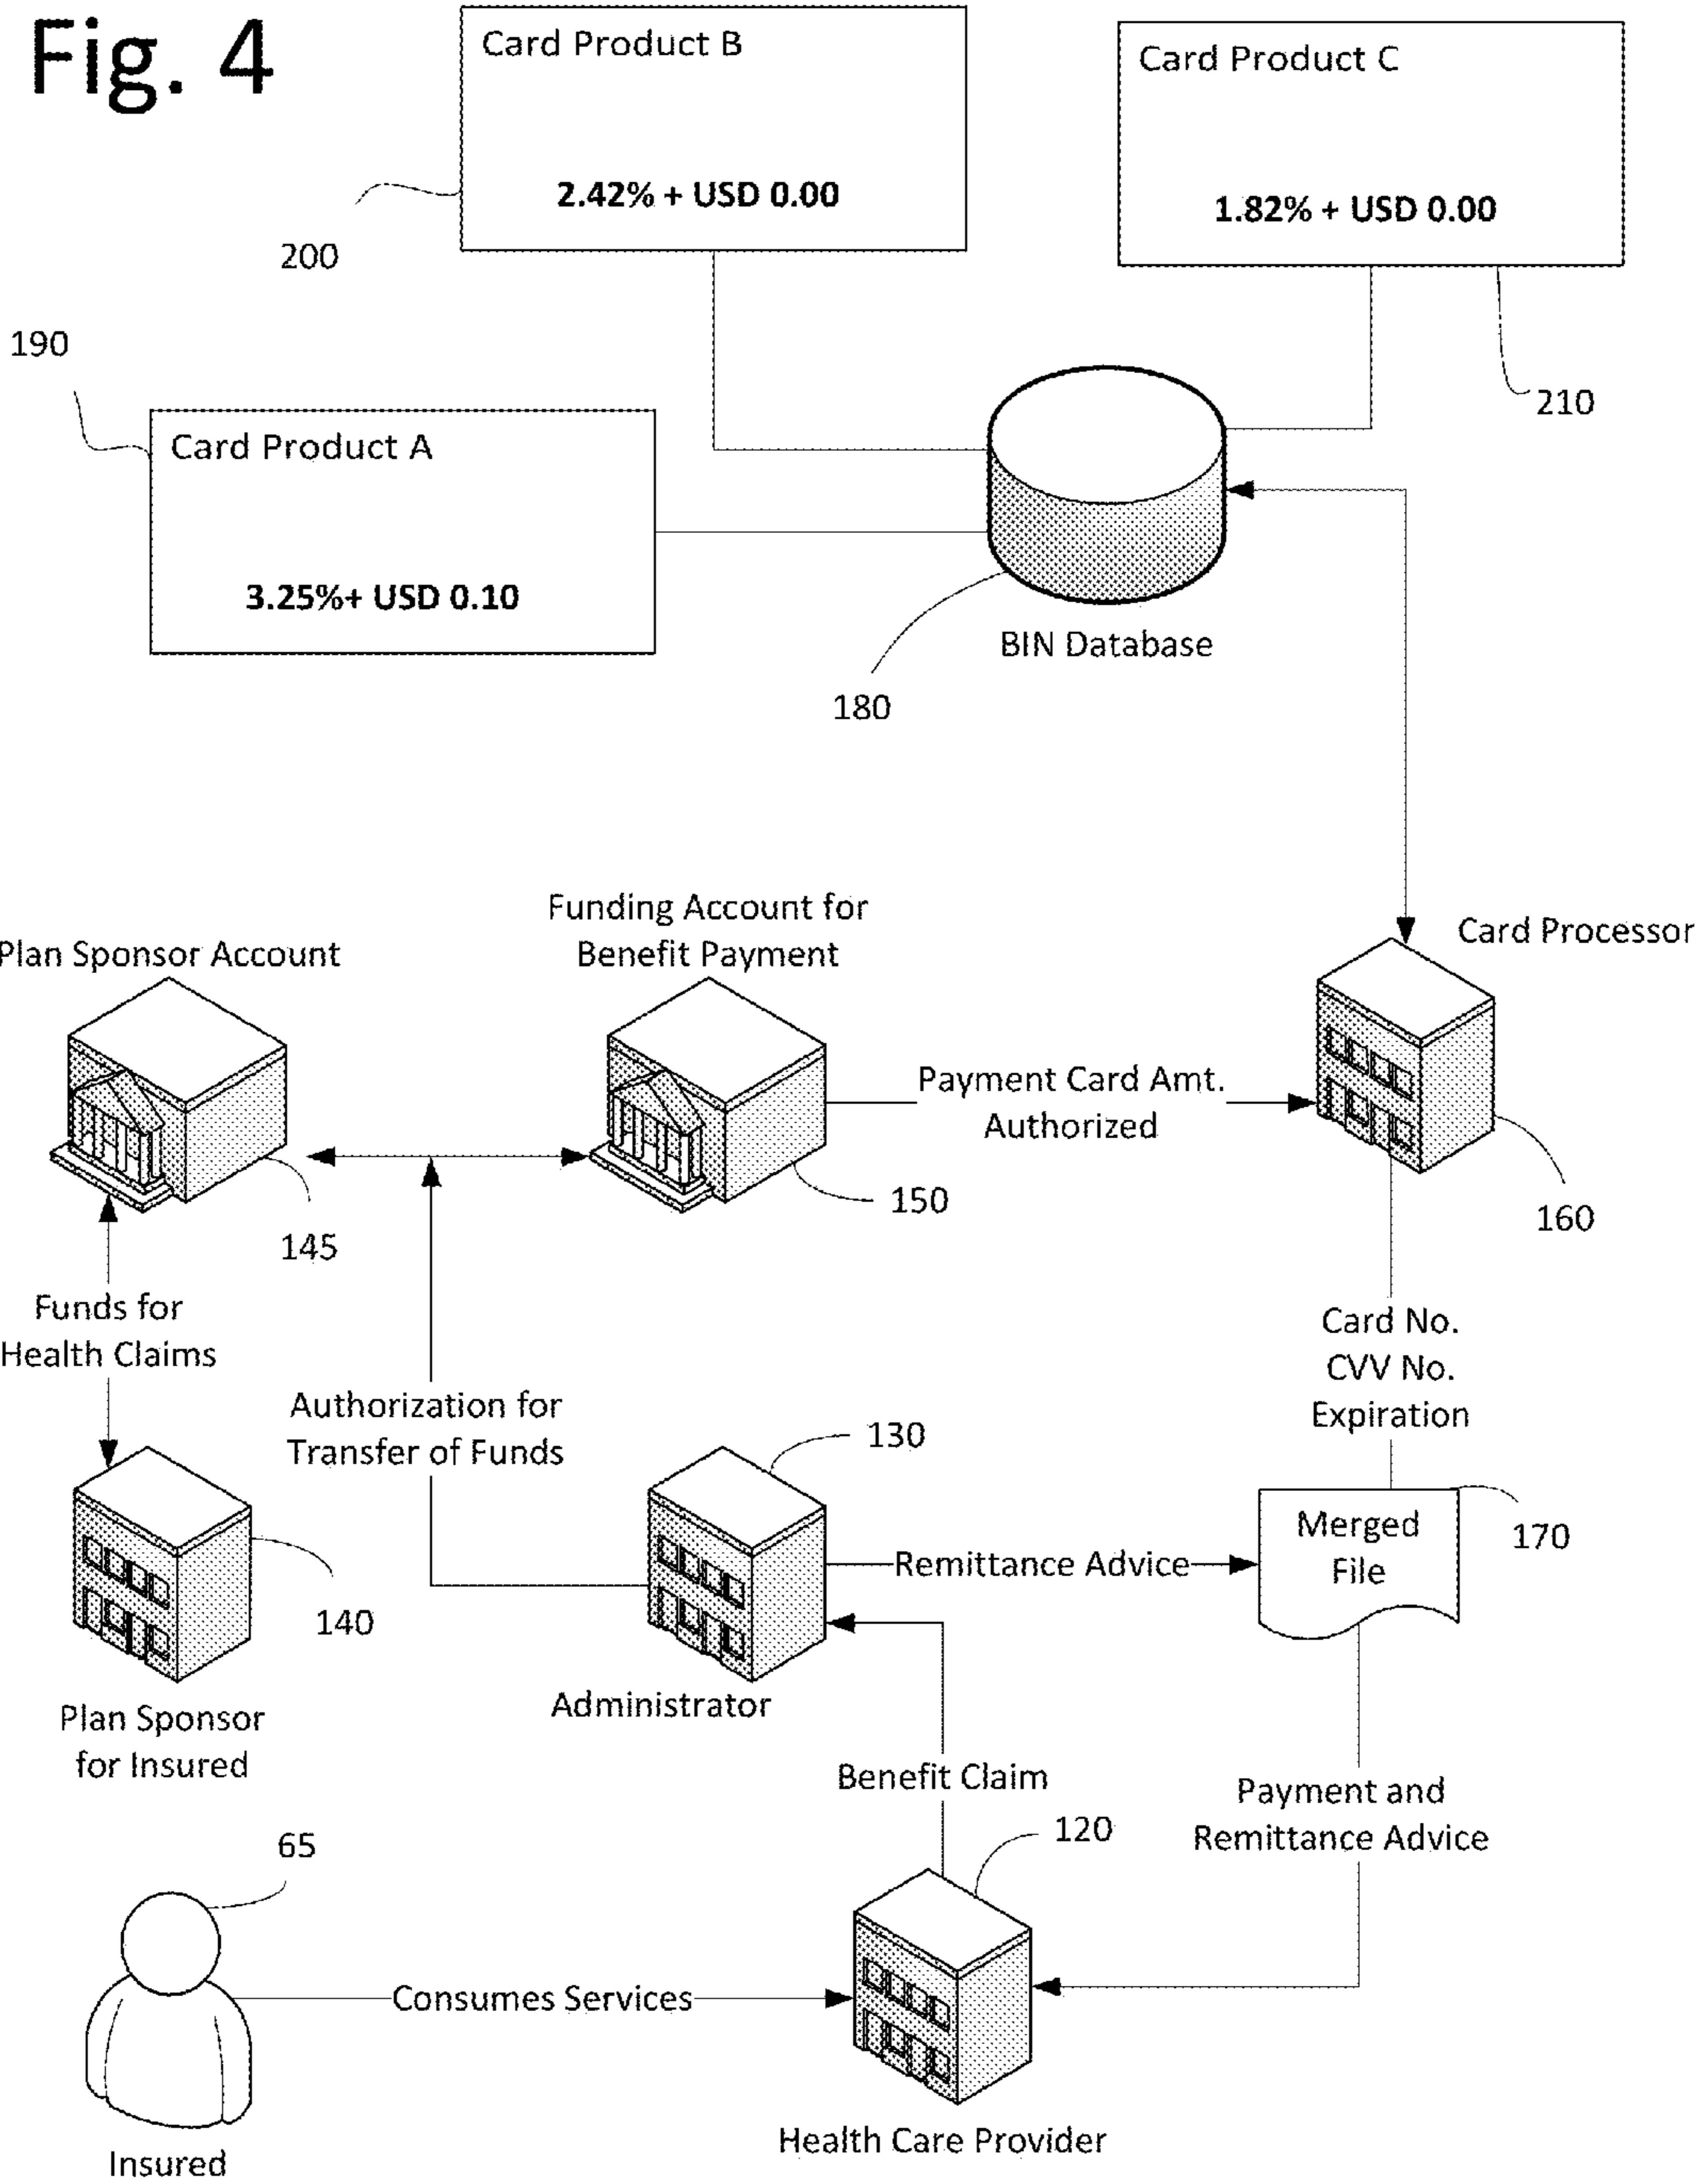 Fig. 4
Card Product B
2.42% + USD 0.00
200
Card Product C
1.82% + USD 0.00
210
190
Card Product A
3.25%+ USD 0.10
BIN Database
180
Plan Sponsor Account
145
Funding Account for
Benefit Payment
150
Card Processor
160
Payment Card Amt.
Authorized
Funds for
Health Claims
Authorization for
Transfer of Funds
Card No.
CVV No.
Expiration
130
140
Plan Sponsor
for Insured
Administrator
Remittance Advice
Merged
File
170
Benefit Claim
Payment and
Remittance Advice
120
65
Consumes Services
Health Care Provider
Insured